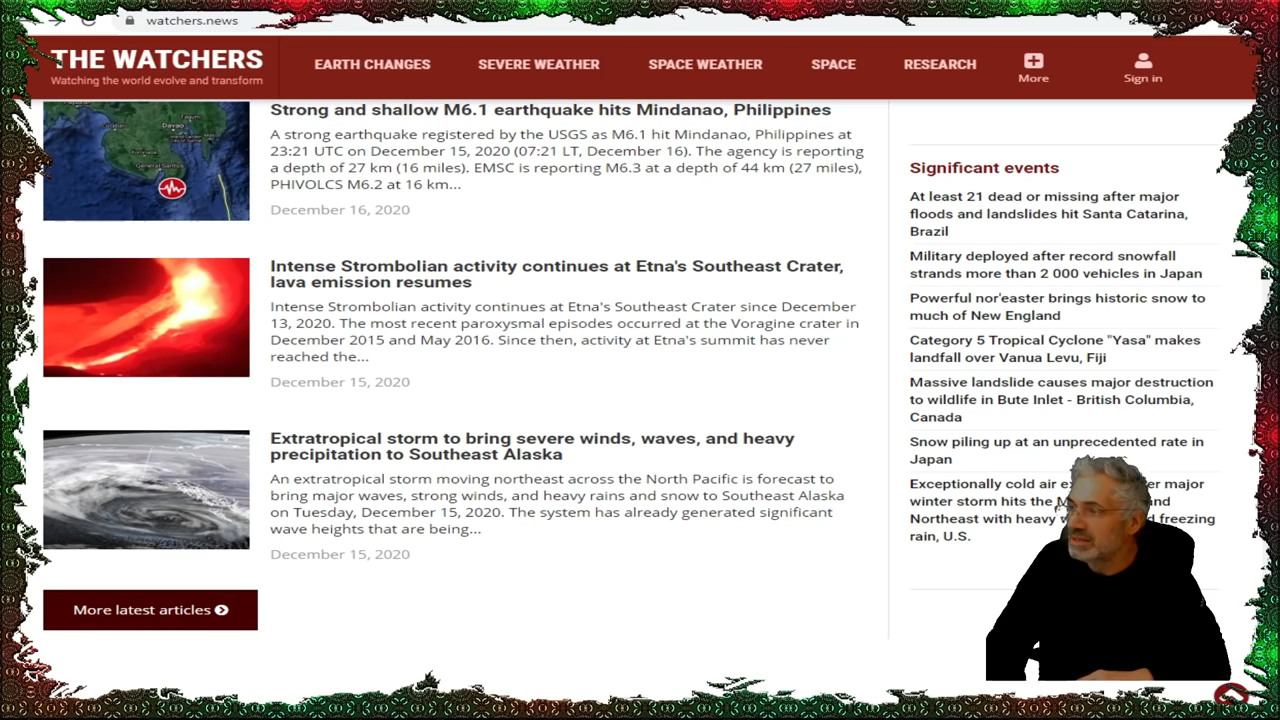 watchers.news
THE WATCHERS
Watching the world evolve and transform
EARTH CHANGES
SEVERE WEATHER
SPACE WEATHER
SPACE
RESEARCH
More
Sign in
Strong and shallow M6.1 earthquake hits Mindanao, Philippines
A strong earthquake registered by the USGS as M6.1 hit Mindanao, Philippines at
23:21 UTC on December 15, 2020 (07:21 LT, December 16). The agency is reporting
a depth of 27 km (16 miles). EMSC is reporting M6.3 at a depth of 44 km (27 miles),
PHIVOLCS M6.2 at 16 km...
December 16, 2020
Intense Strombolian activity continues at Etna's Southeast Crater,
lava emission resumes
Intense Strombolian activity continues at Etna's Southeast Crater since December
13, 2020. The most recent paroxysmal episodes occurred at the Voragine crater in
December 2015 and May 2016. Since then, activity at Etna's summit has never
reached the...
December 15, 2020
Extratropical storm to bring severe winds, waves, and heavy
precipitation to Southeast Alaska
An extratropical storm moving northeast across the North Pacific is forecast to
bring major waves, strong winds, and heavy rains and snow to Southeast Alaska
on Tuesday, December 15, 2020. The system has already generated significant
wave heights that are being...
December 15, 2020
More latest articles
Significant events
At least 21 dead or missing after major
floods and landslides hit Santa Catarina,
Brazil
Military deployed after record snowfall
strands more than 2 000 vehicles in Japan
Powerful nor'easter brings historic snow to
much of New England
Category 5 Tropical Cyclone "Yasa" makes
landfall over Vanua Levu, Fiji
Massive landslide causes major destruction
to wildlife in Bute Inlet - British Columbia,
Canada
Snow piling up at an unprecedented rate in
Japan
Exceptionally cold air major
winter storm hits the and
Northeast with heavy freezing
rain, U.S.